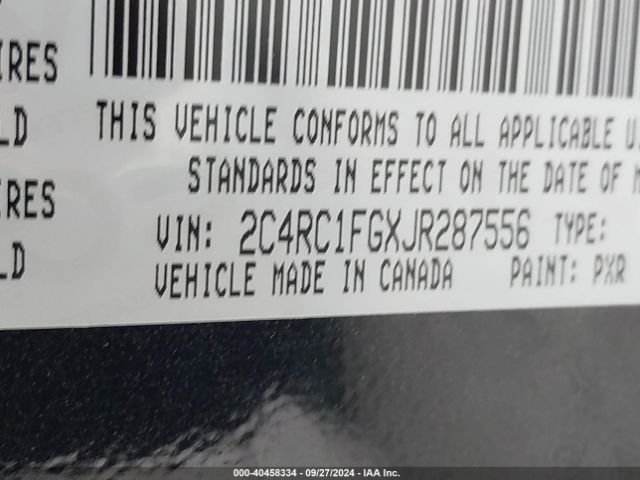 IRES
LD
THIS VEHICLE CONFORMS TO ALL APPLICABLE U.
STANDARDS IN EFFECT ON THE DATE OF M
IRES
VIN: 2C4RC1FGXJR287556 TYPE:
LD
VEHICLE MADE IN CANADA PAINT: PXR
000-40458334 - 09/27/2024 - IAA Inc.